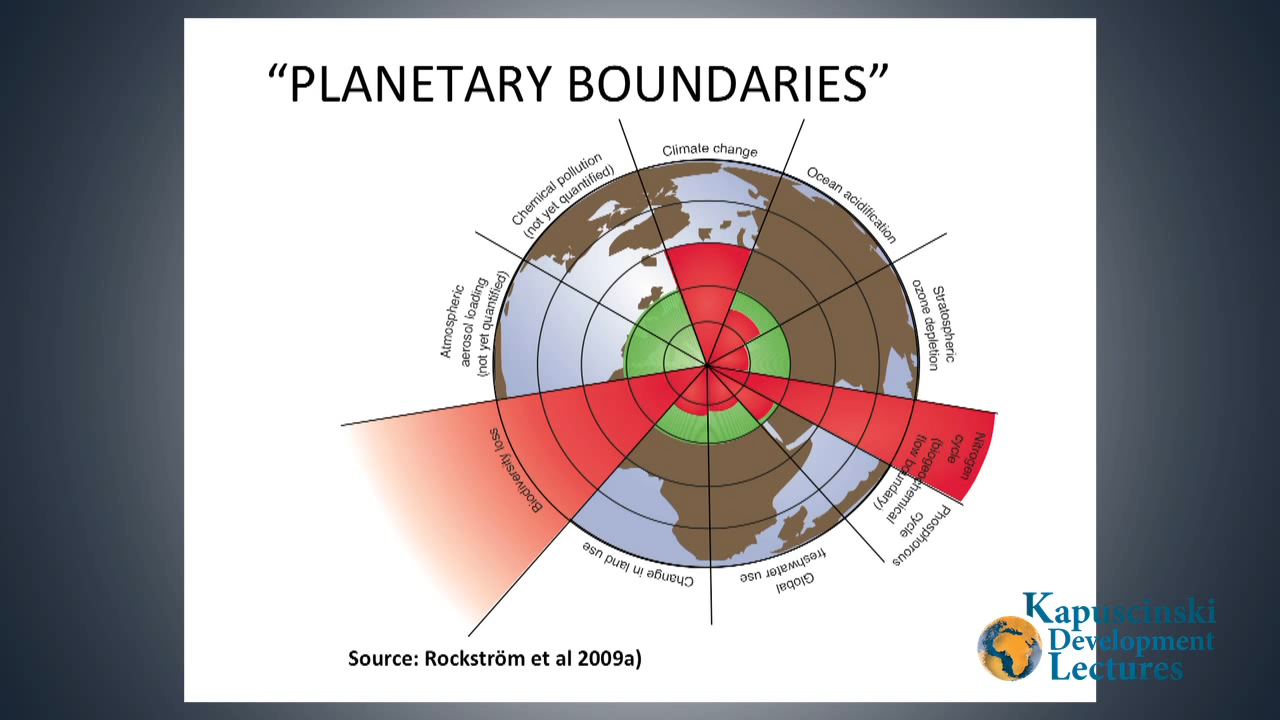 “PLANETARY BOUNDARIES”
Climate change
Ocean acidification
Stratospheric
ozone depletion
Nitrogen
cycle
(biogeochemical
flow boundary)
Phosphorous
cycle
Global
freshwater use
Change in land use
Biodiversity loss
Atmospheric
aerosol loading
(not yet quantified)
Chemical pollution
(not yet quantified)
Source: Rockström et al 2009a)
Kapuscinski
Development
Lectures